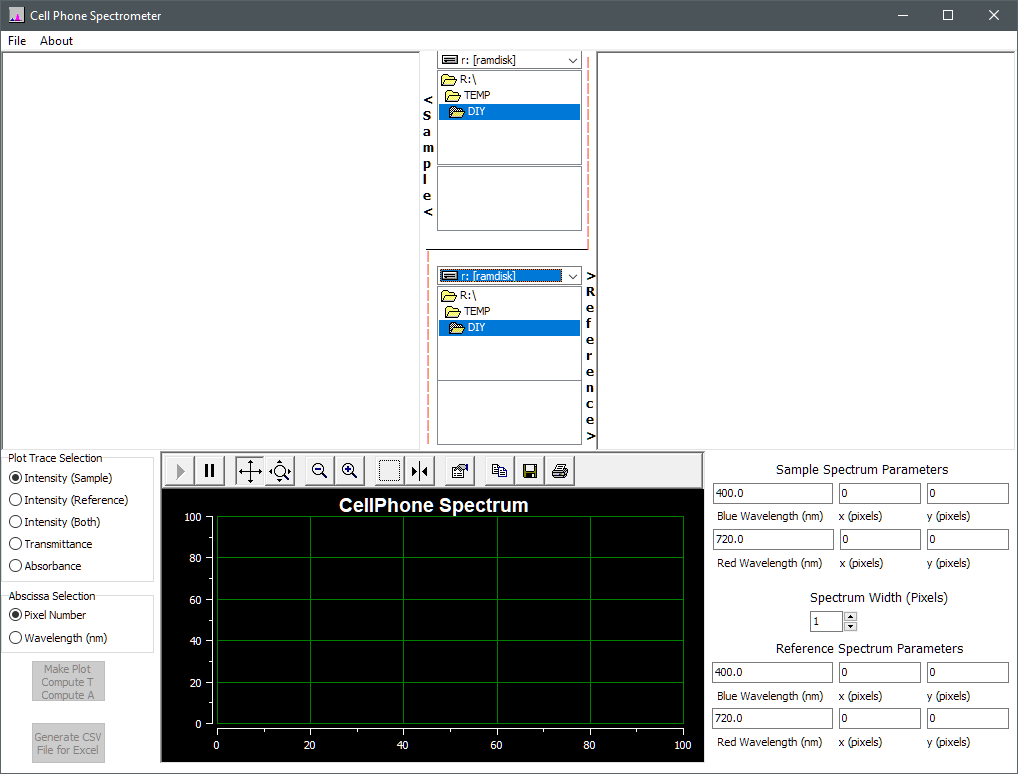 Cell Phone Spectrometer
File About
r: [ramdisk]
R:\
TEMP
DIY
< Sample <
r: [ramdisk]
R:\
TEMP
DIY
> Reference >
Plot Trace Selection
Intensity (Sample)
Intensity (Reference)
Intensity (Both)
Transmittance
Absorbance
Abscissa Selection
Pixel Number
Wavelength (nm)
Make Plot
Compute T
Compute A
Generate CSV
File for Excel
CellPhone Spectrum
100
80
60
40
20
0
0 20 40 60 80 100
Sample Spectrum Parameters
400.0 0 0
Blue Wavelength (nm) x (pixels) y (pixels)
720.0 0 0
Red Wavelength (nm) x (pixels) y (pixels)
Spectrum Width (Pixels)
1
Reference Spectrum Parameters
400.0 0 0
Blue Wavelength (nm) x (pixels) y (pixels)
720.0 0 0
Red Wavelength (nm) x (pixels) y (pixels)